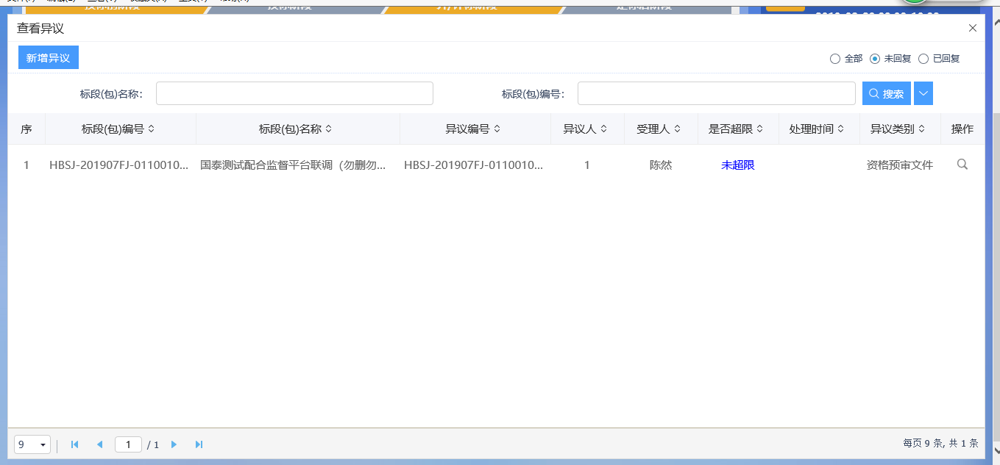 查看异议
新增异议
全部 未回复 已回复
标段(包)名称: 标段(包)编号: 搜索
序 标段(包)编号 标段(包)名称 异议编号 异议人 受理人 是否超限 处理时间 异议类别 操作
1 HBSJ-201907FJ-0110010... 国泰测试配合监督平台联调（勿删勿... HBSJ-201907FJ-0110010... 1 陈然 未超限 资格预审文件
9 1 / 1 每页 9 条, 共 1 条